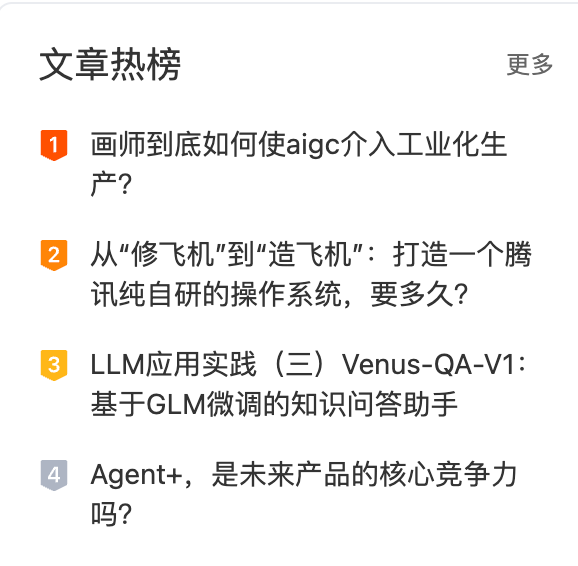 文章热榜
更多
1
画师到底如何使aigc介入工业化生
产？
2
从“修飞机”到“造飞机”：打造一个腾
讯纯自研的操作系统，要多久？
3
LLM应用实践（三）Venus-QA-V1：
基于GLM微调的知识问答助手
4
Agent+，是未来产品的核心竞争力
吗？